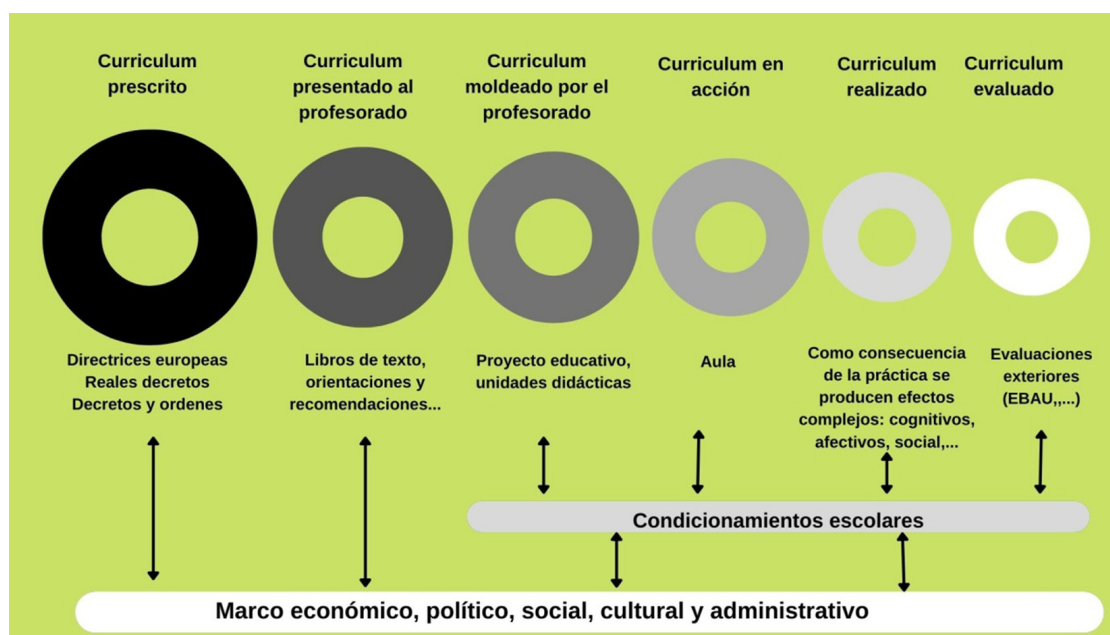 Curriculum
prescrito
Curriculum
presentado al
profesorado
Curriculum
moldeado por el
profesorado
Curriculum en
acción
Curriculum
realizado
Curriculum
evaluado
Directrices europeas
Reales decretos
Decretos y ordenes
Libros de texto,
orientaciones y
recomendaciones...
Proyecto educativo,
unidades didácticas
Aula
Como consecuencia
de la práctica se
producen efectos
complejos: cognitivos,
afectivos, social,...
Evaluaciones
exteriores
(EBAU,,...)
Condicionamientos escolares
Marco económico, político, social, cultural y administrativo